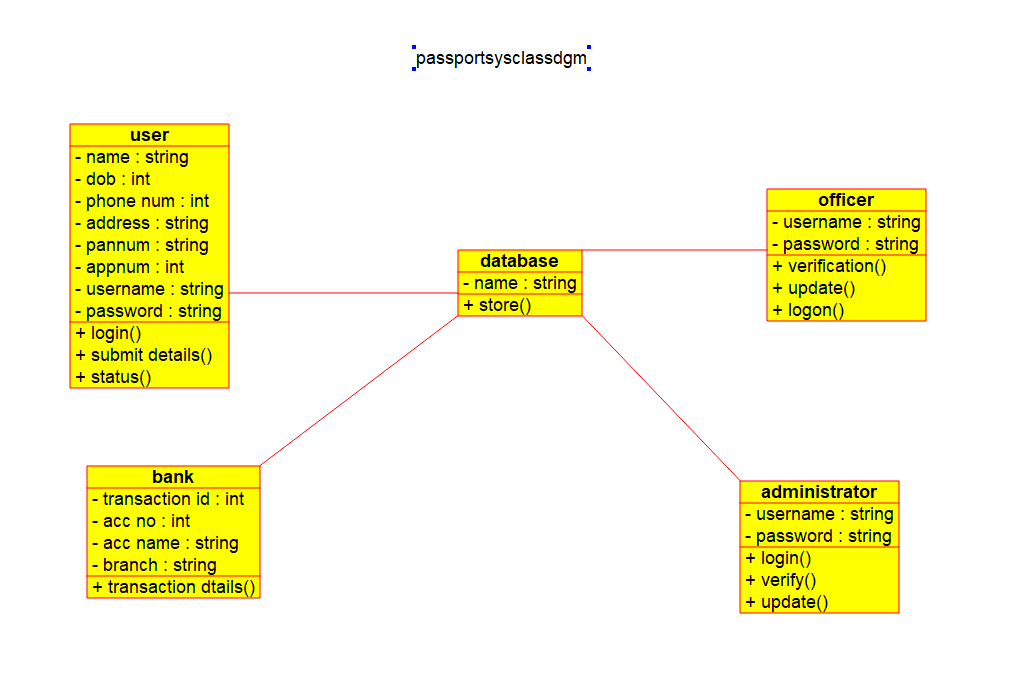 passportsysclassdgm
user
- name : string
- dob : int
- phone num : int
- address : string
- pannum : string
- appnum : int
- username : string
- password : string
+ login()
+ submit details()
+ status()
database
- name : string
+ store()
officer
- username : string
- password : string
+ verification()
+ update()
+ logon()
bank
- transaction id : int
- acc no : int
- acc name : string
- branch : string
+ transaction dtails()
administrator
- username : string
- password : string
+ login()
+ verify()
+ update()